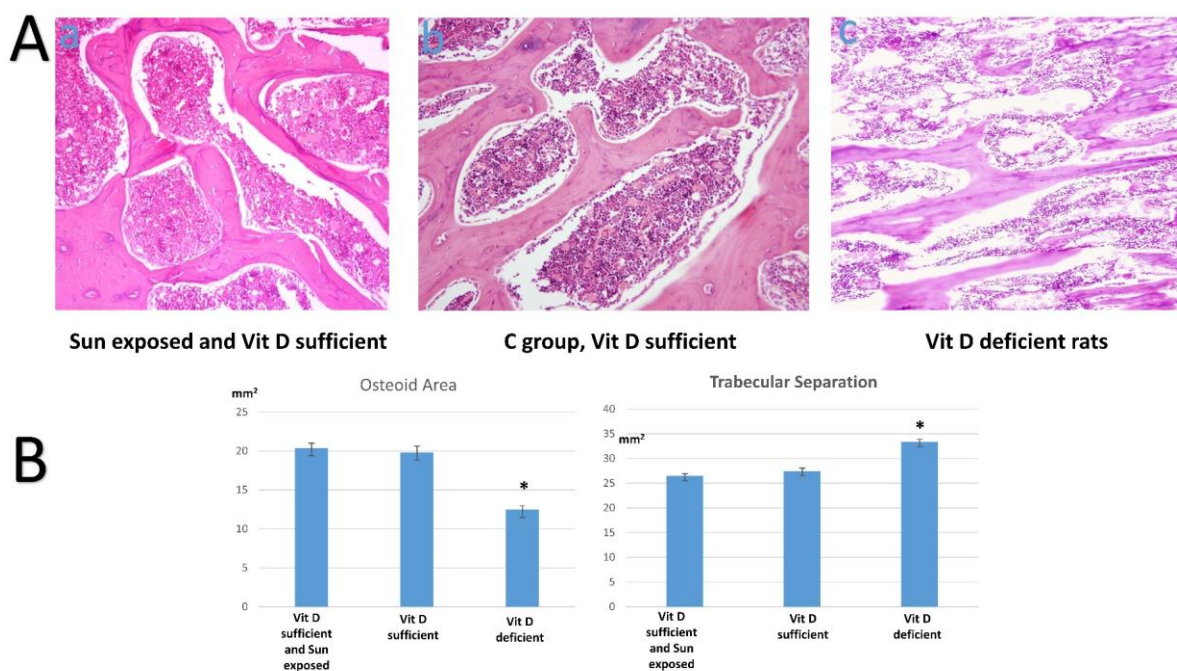 A
a
b
c
Sun exposed and Vit D sufficient
C group, Vit D sufficient
Vit D deficient rats
B
Osteoid Area
mm²
25
20
15
10
5
0
*
Vit D
sufficient
and Sun
exposed
Vit D
sufficient
Vit D
deficient
Trabecular Separation
mm²
40
35
30
25
20
15
10
5
0
*
Vit D
sufficient
and Sun
exposed
Vit D
sufficient
Vit D
deficient